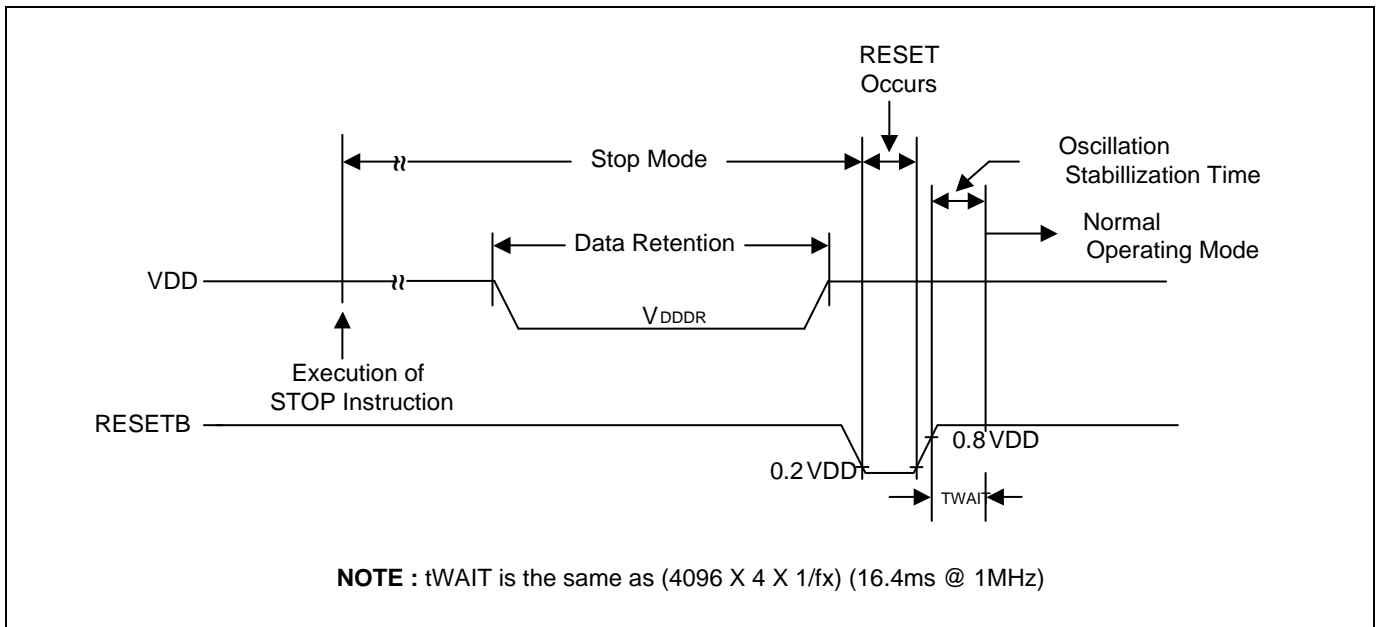 RESET
Occurs
Stop Mode
Oscillation
Stabillization Time
Data Retention
Normal
Operating Mode
VDD
VDDDR
Execution of
STOP Instruction
RESETB
0.8 VDD
0.2 VDD
TWAIT
NOTE : tWAIT is the same as (4096 X 4 X 1/fx) (16.4ms @ 1MHz)